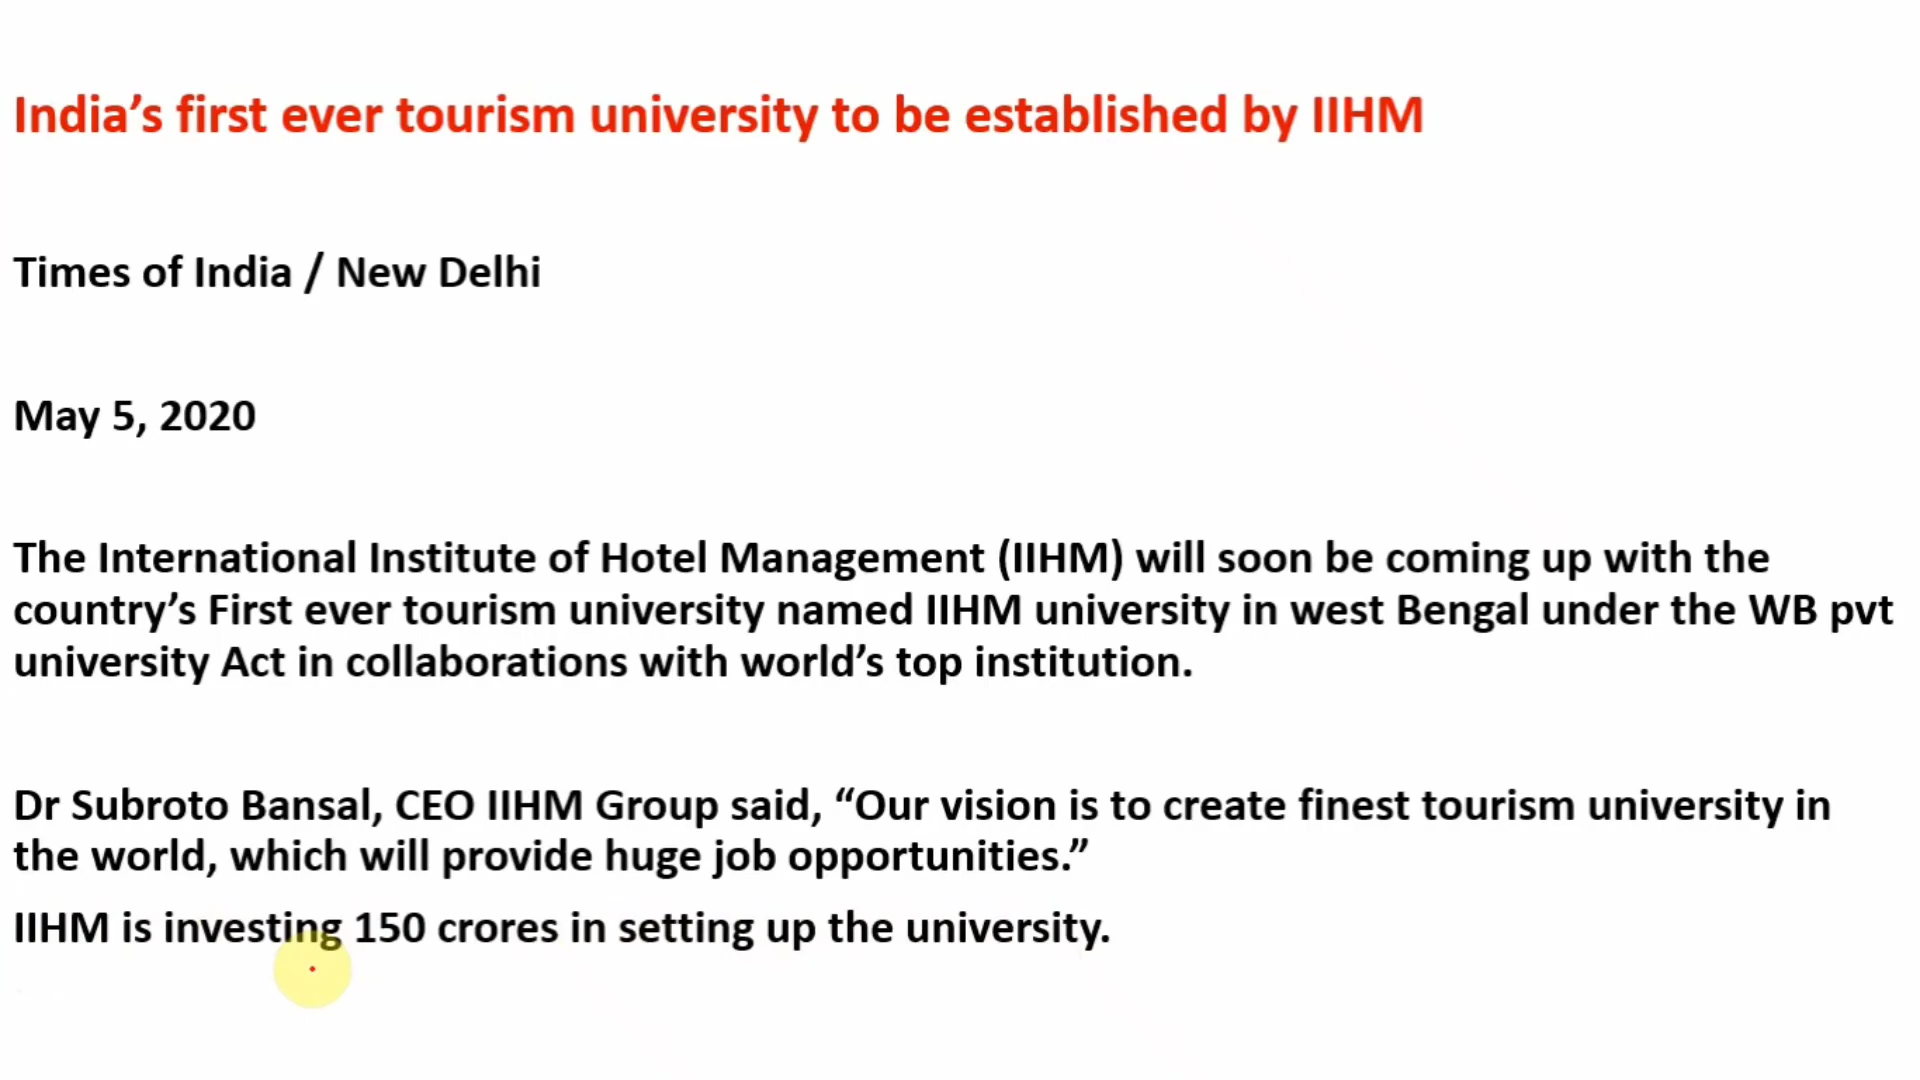 India’s first ever tourism university to be established by IIHM
Times of India / New Delhi
May 5, 2020
The International Institute of Hotel Management (IIHM) will soon be coming up with the
country’s First ever tourism university named IIHM university in west Bengal under the WB pvt
university Act in collaborations with world’s top institution.
Dr Subroto Bansal, CEO IIHM Group said, “Our vision is to create finest tourism university in
the world, which will provide huge job opportunities.”
IIHM is investing 150 crores in setting up the university.